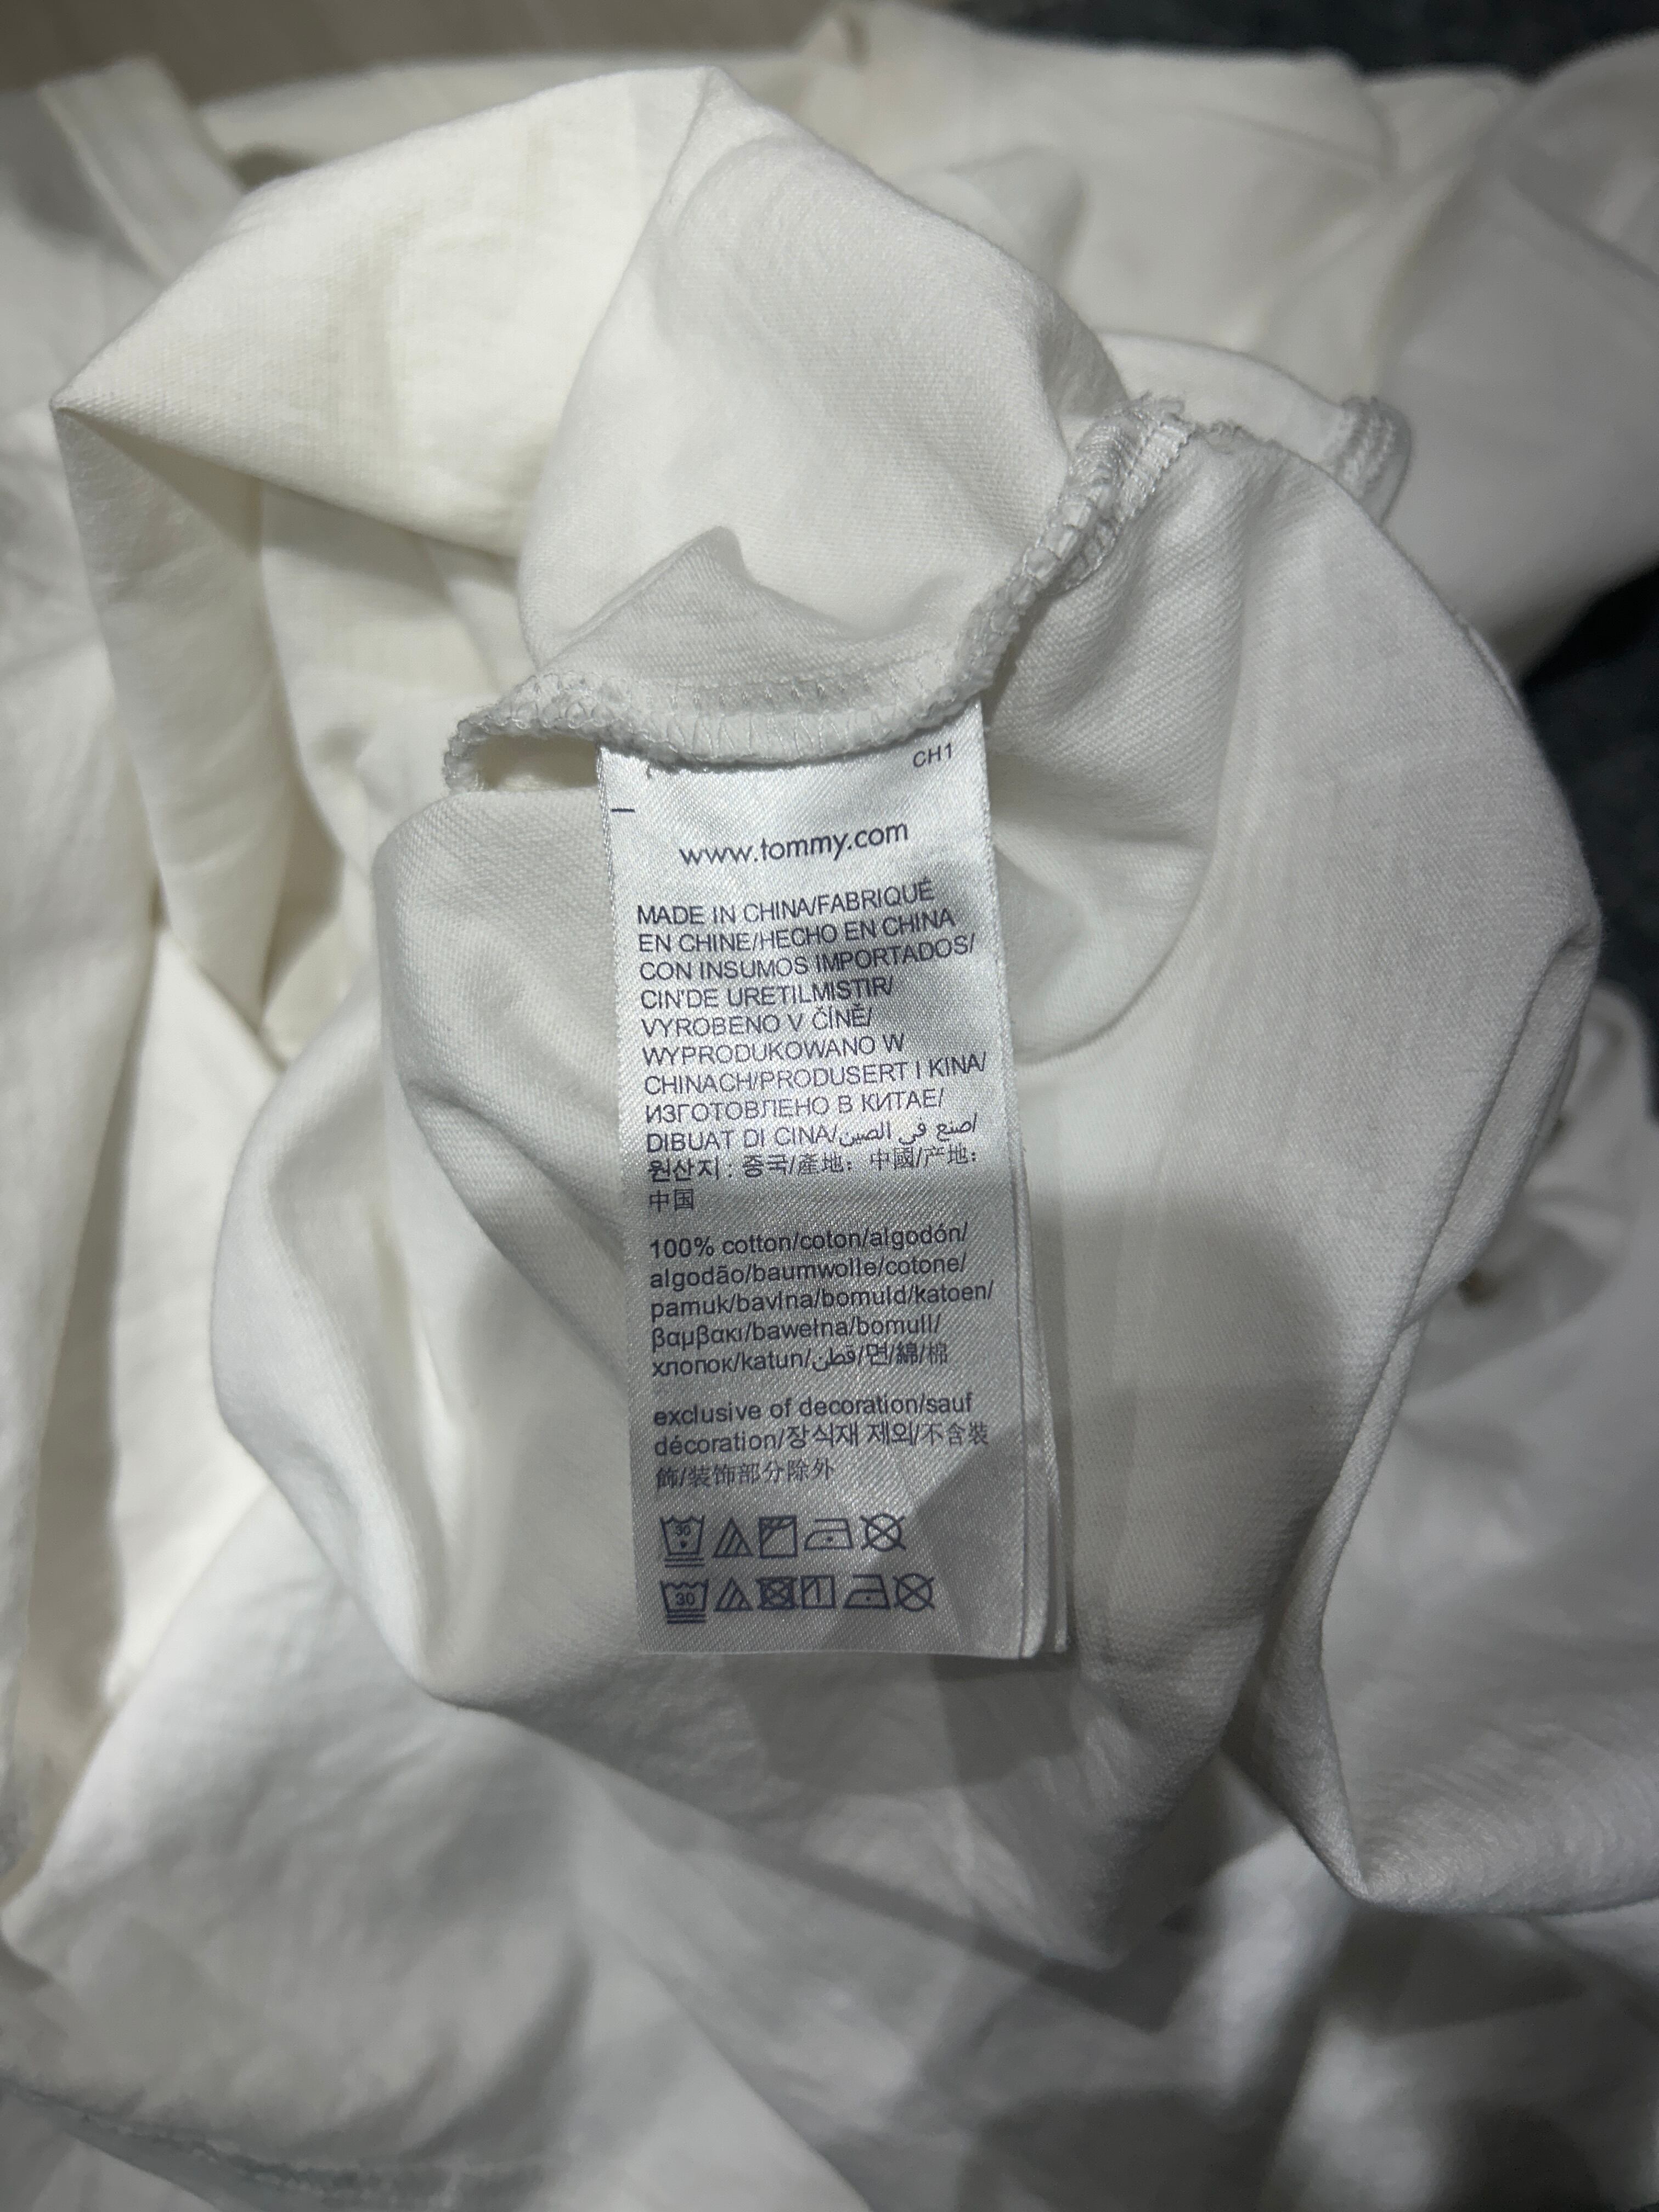 CH1
www.tommy.com
MADE IN CHINA/FABRIQUÉ
EN CHINE/HECHO EN CHINA
CON INSUMOS IMPORTADOS/
CIN'DE URETILMISTIR/
VYROBENO V ČÍNĚ/
WYPRODUKOWANO W
CHINACH/PRODUSERT I KINA/
ИЗГОТОВЛЕНО В КИТАЕ/
DIBUAT DI CINA/صنع في الصين/
원산지: 중국/產地: 中國/产地:
中国
100% cotton/coton/algodón/
algodão/baumwolle/cotone/
pamuk/bavlna/bomuld/katoen/
βαμβακι/bawełna/bomull/
хлопок/katun/قطن/면/綿/棉
exclusive of decoration/sauf
décoration/장식재 제외/不含裝
飾/装饰部分除外
30
30